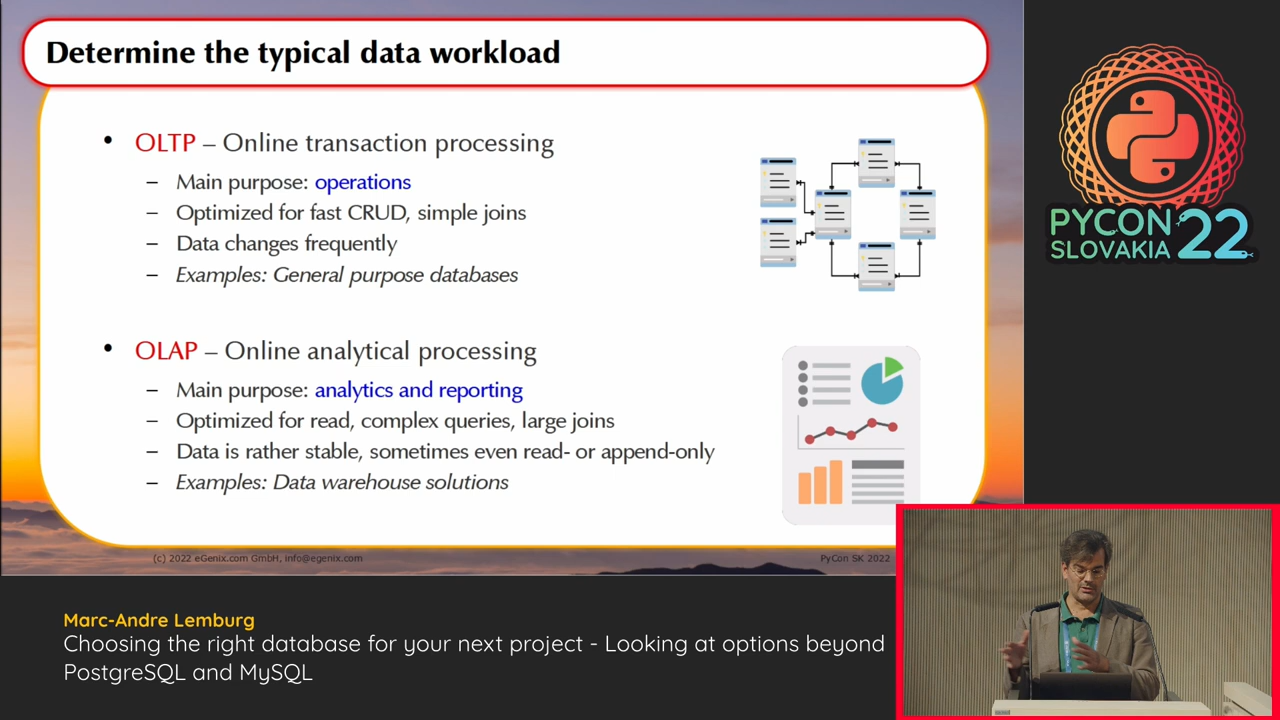 Determine the typical data workload
• OLTP – Online transaction processing
– Main purpose: operations
– Optimized for fast CRUD, simple joins
– Data changes frequently
– Examples: General purpose databases
• OLAP – Online analytical processing
– Main purpose: analytics and reporting
– Optimized for read, complex queries, large joins
– Data is rather stable, sometimes even read- or append-only
– Examples: Data warehouse solutions
(c) 2022 eGenix.com GmbH, info@egenix.com
PyCon SK 2022
PYCON
SLOVAKIA 22
Marc-Andre Lemburg
Choosing the right database for your next project - Looking at options beyond
PostgreSQL and MySQL